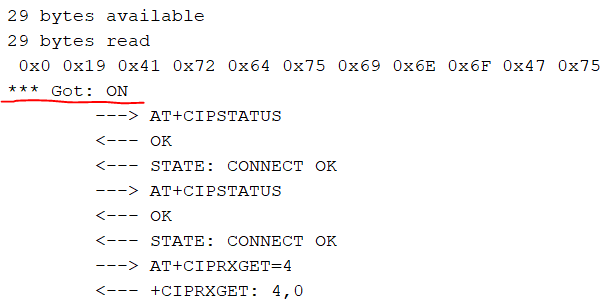 29 bytes available
29 bytes read
0x0 0x19 0x41 0x72 0x64 0x75 0x69 0x6E 0x6F 0x47 0x75
*** Got: ON
---> AT+CIPSTATUS
<--- OK
<--- STATE: CONNECT OK
---> AT+CIPSTATUS
<--- OK
<--- STATE: CONNECT OK
---> AT+CIPRXGET=4
<--- +CIPRXGET: 4,0